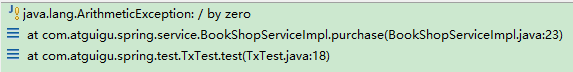 java.lang.ArithmeticException: / by zero
at com.atguigu.spring.service.BookShopServiceImpl.purchase(BookShopServiceImpl.java:23)
at com.atguigu.spring.test.TxTest.test(TxTest.java:18)